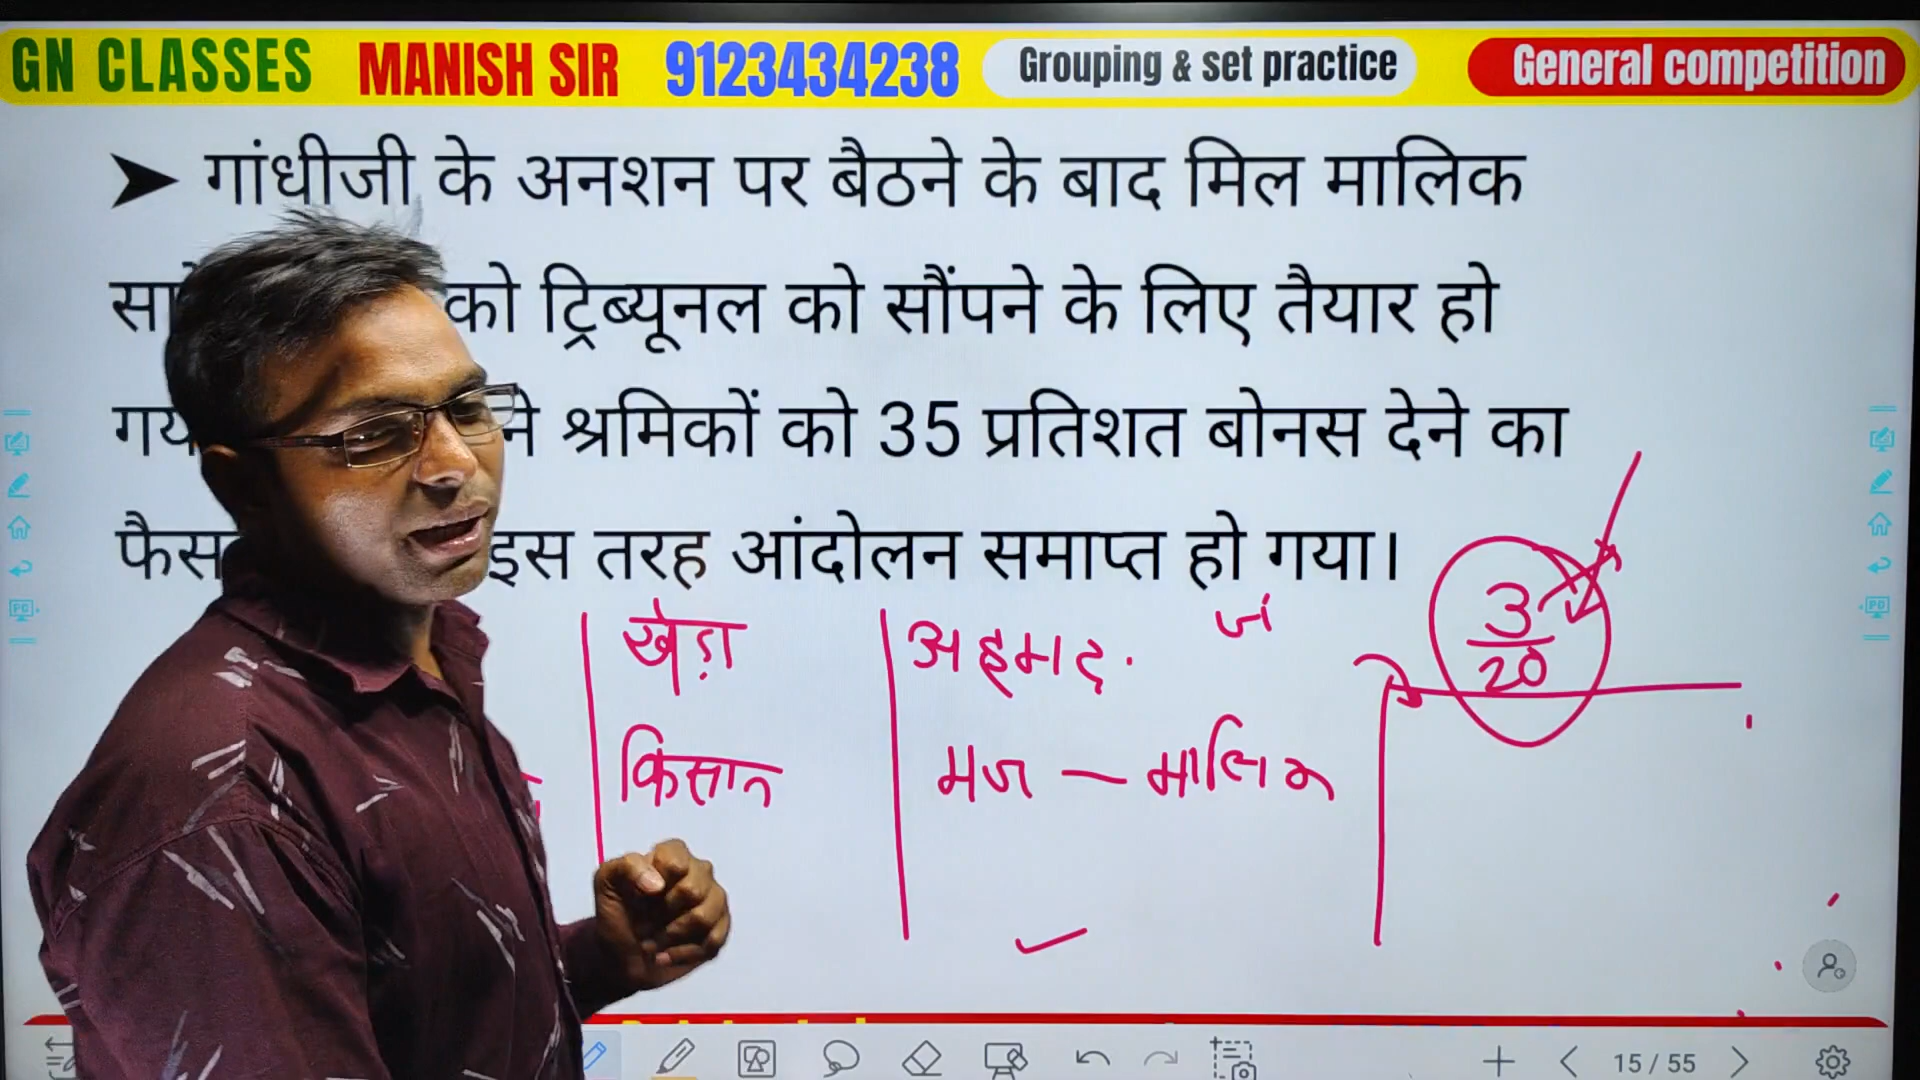 GN CLASSES MANISH SIR 9123434238 Grouping & set practice General competition
➤ गांधीजी के अनशन पर बैठने के बाद मिल मालिक
को ट्रिब्यूनल को सौंपने के लिए तैयार हो
श्रमिकों को 35 प्रतिशत बोनस देने का
इस तरह आंदोलन समाप्त हो गया।
3
20
खेड़ा अहमद. जं
किसान मज — मालिक
15 / 55